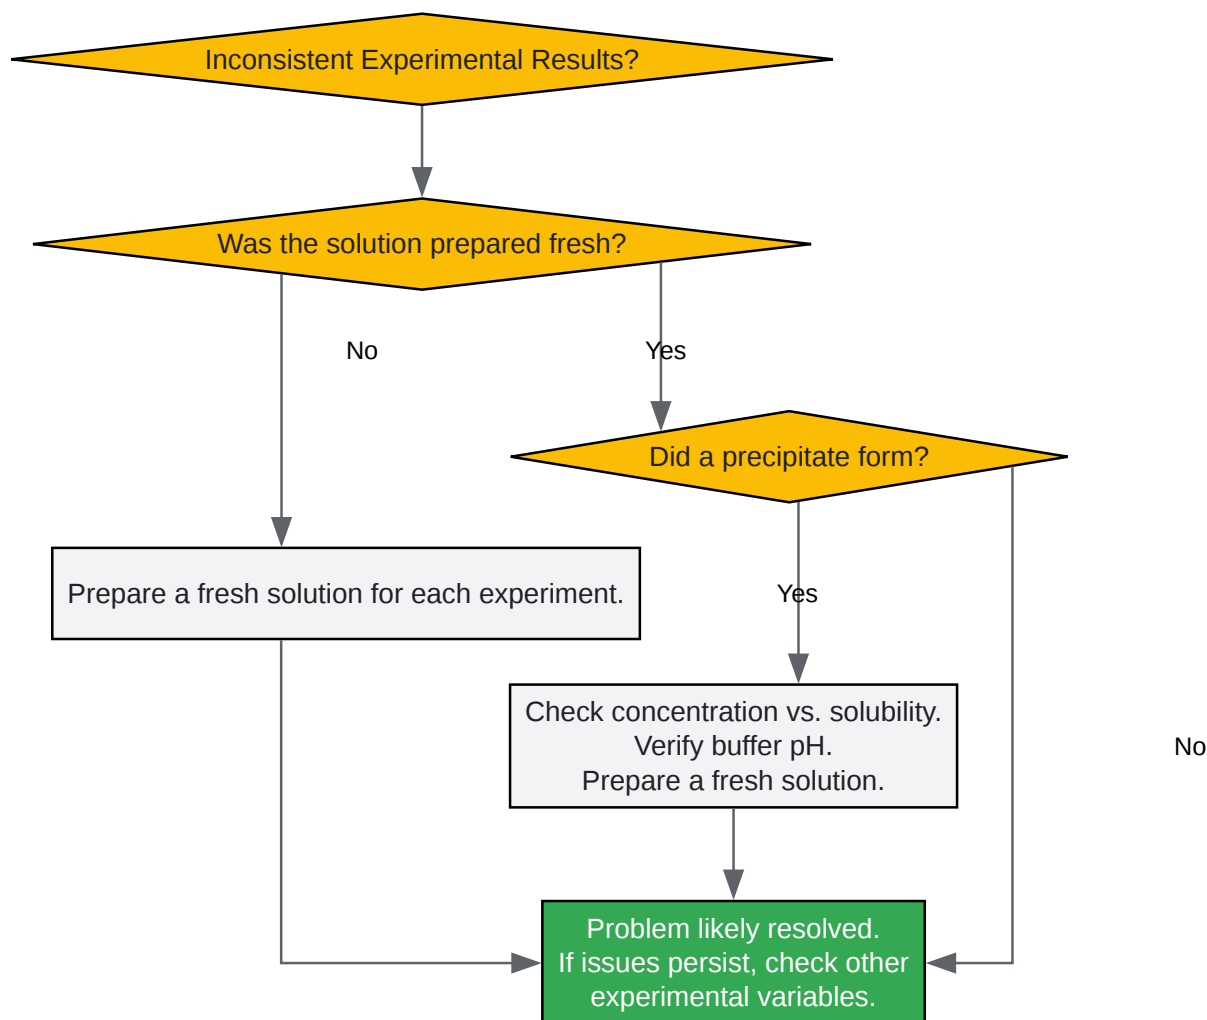 Inconsistent Experimental Results?
Was the solution prepared fresh?
No
Yes
Did a precipitate form?
Prepare a fresh solution for each experiment.
Yes
Check concentration vs. solubility.
Verify buffer pH.
Prepare a fresh solution.
No
Problem likely resolved.
If issues persist, check other
experimental variables.